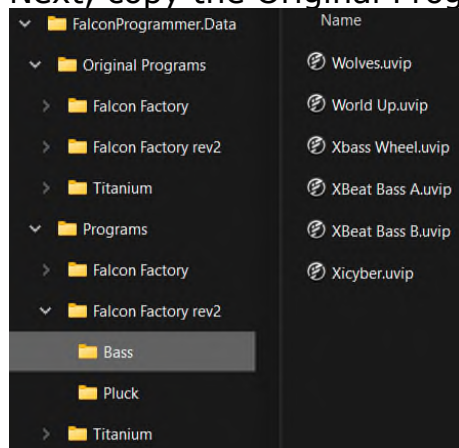 Next, copy the Original Prog
FalconProgrammer.Data
Original Programs
Falcon Factory
Falcon Factory rev2
Titanium
Programs
Falcon Factory
Falcon Factory rev2
Bass
Pluck
Titanium
Name
Wolves.uvip
World Up.uvip
Xbass Wheel.uvip
XBeat Bass A.uvip
XBeat Bass B.uvip
Xicyber.uvip